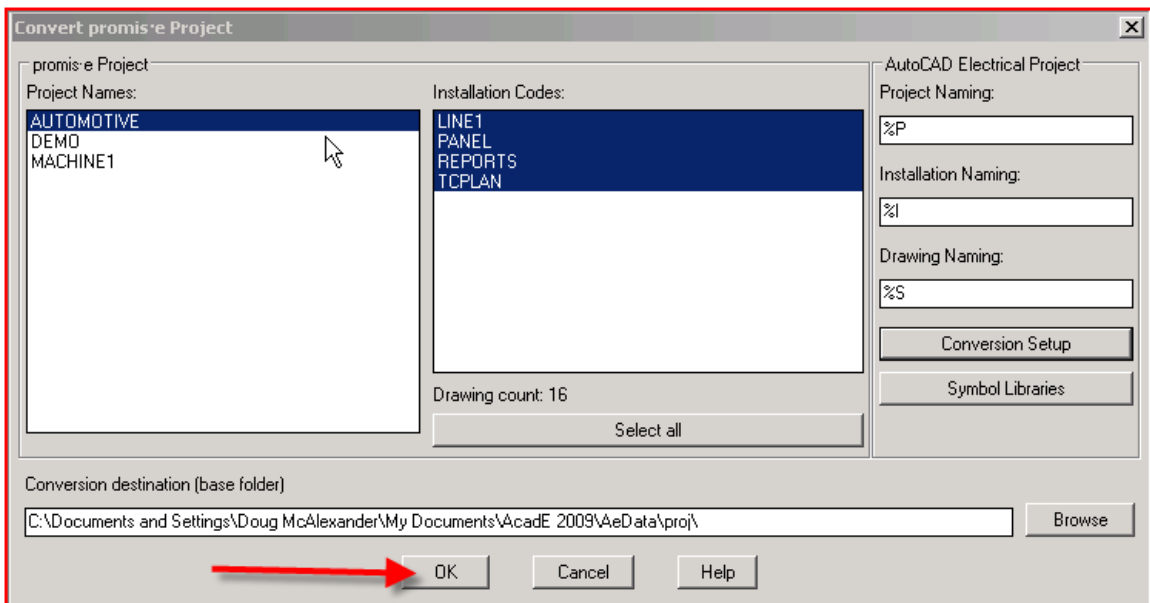 Convert promis·e Project
promis·e Project
Project Names:
AUTOMOTIVE
DEMO
MACHINE1
Installation Codes:
LINE1
PANEL
REPORTS
TCPLAN
Drawing count: 16
Select all
AutoCAD Electrical Project
Project Naming:
%P
Installation Naming:
%I
Drawing Naming:
%S
Conversion Setup
Symbol Libraries
Conversion destination (base folder)
C:\Documents and Settings\Doug McAlexander\My Documents\AcadE 2009\AeData\proj\
Browse
OK
Cancel
Help